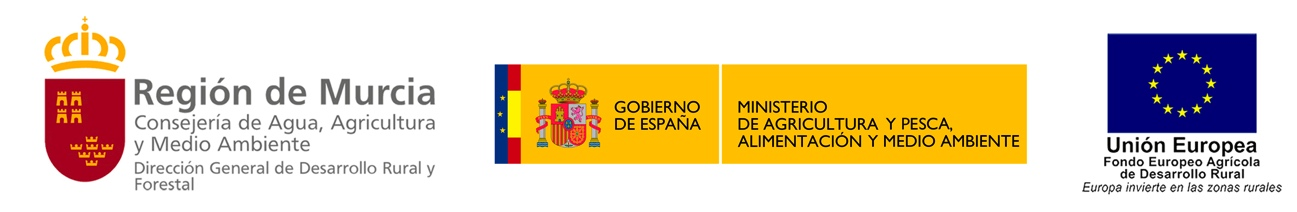 Región de Murcia
Consejería de Agua, Agricultura
y Medio Ambiente
Dirección General de Desarrollo Rural y
Forestal
GOBIERNO
DE ESPAÑA
MINISTERIO
DE AGRICULTURA Y PESCA,
ALIMENTACIÓN Y MEDIO AMBIENTE
Unión Europea
Fondo Europeo Agrícola
de Desarrollo Rural
Europa invierte en las zonas rurales